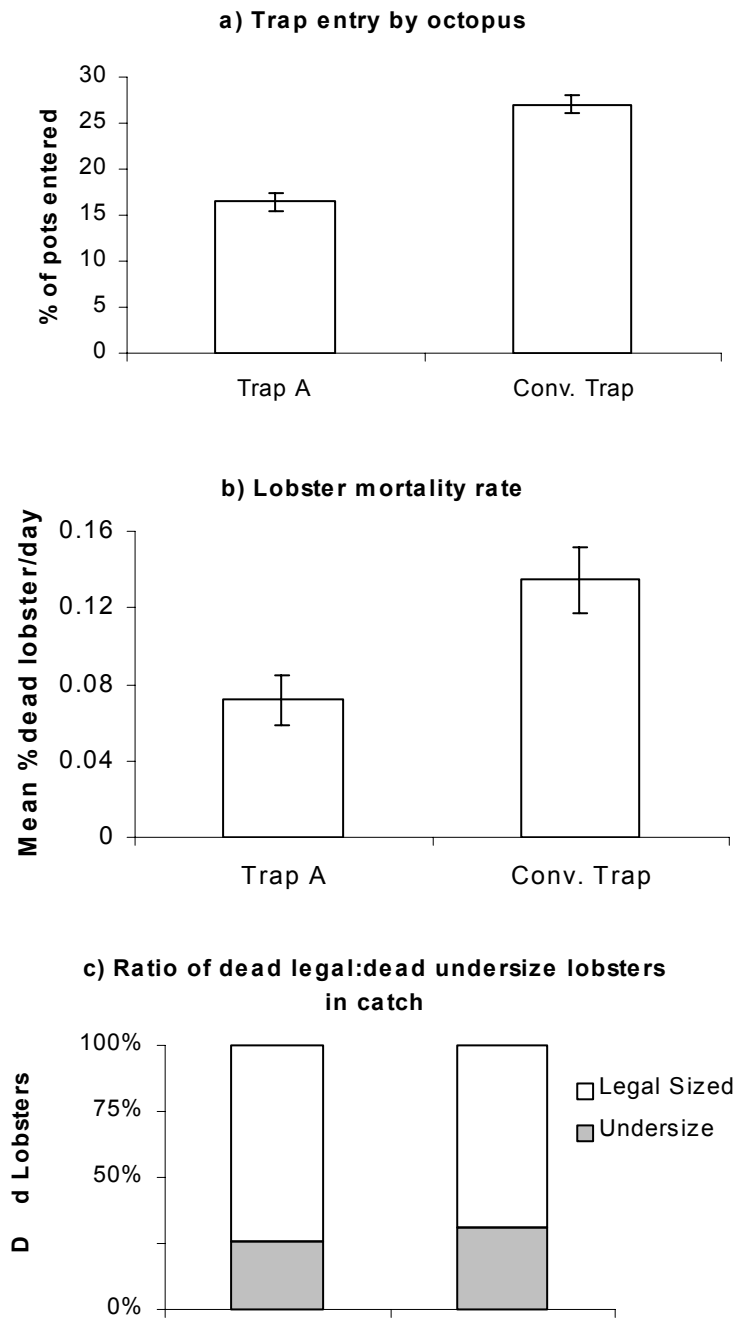 a) Trap entry by octopus
% of pots entered
30
25
20
15
10
5
0
Trap A
Conv. Trap
b) Lobster mortality rate
Mean % dead lobster/day
0.16
0.12
0.08
0.04
0
Trap A
Conv. Trap
c) Ratio of dead legal:dead undersize lobsters
in catch
D d Lobsters
100%
75%
50%
0%
Legal Sized
Undersize